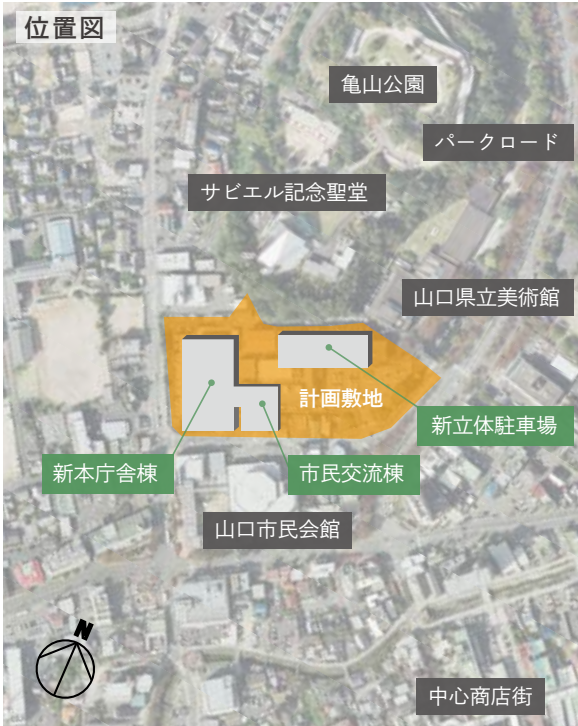 位置図
亀山公園
パークロード
サビエル記念聖堂
山口県立美術館
計画敷地
新立体駐車場
新本庁舎棟
市民交流棟
山口市民会館
N
中心商店街